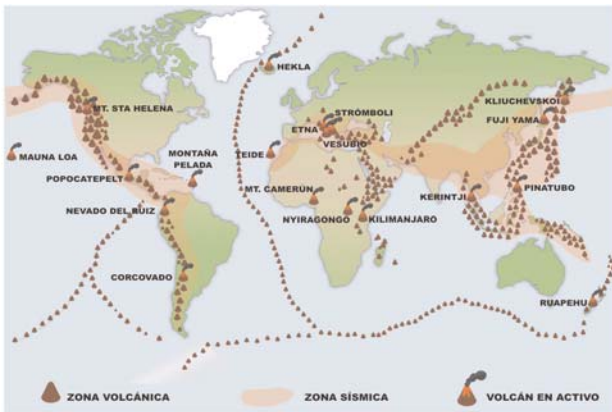 HEKLA
KLIUCHEVSKOI
MT. STA HELENA
STRÓMBOLI
FUJI YAMA
ETNA
VESUBIO
MAUNA LOA
MONTAÑA
PELADA
TEIDE
POPOCATEPELT
MT. CAMERÚN
PINATUBO
KERINTJI
NEVADO DEL RUIZ
NYIRAGONGO
KILIMANJARO
CORCOVADO
RUAPEHU
ZONA VOLCÁNICA
ZONA SÍSMICA
VOLCÁN EN ACTIVO